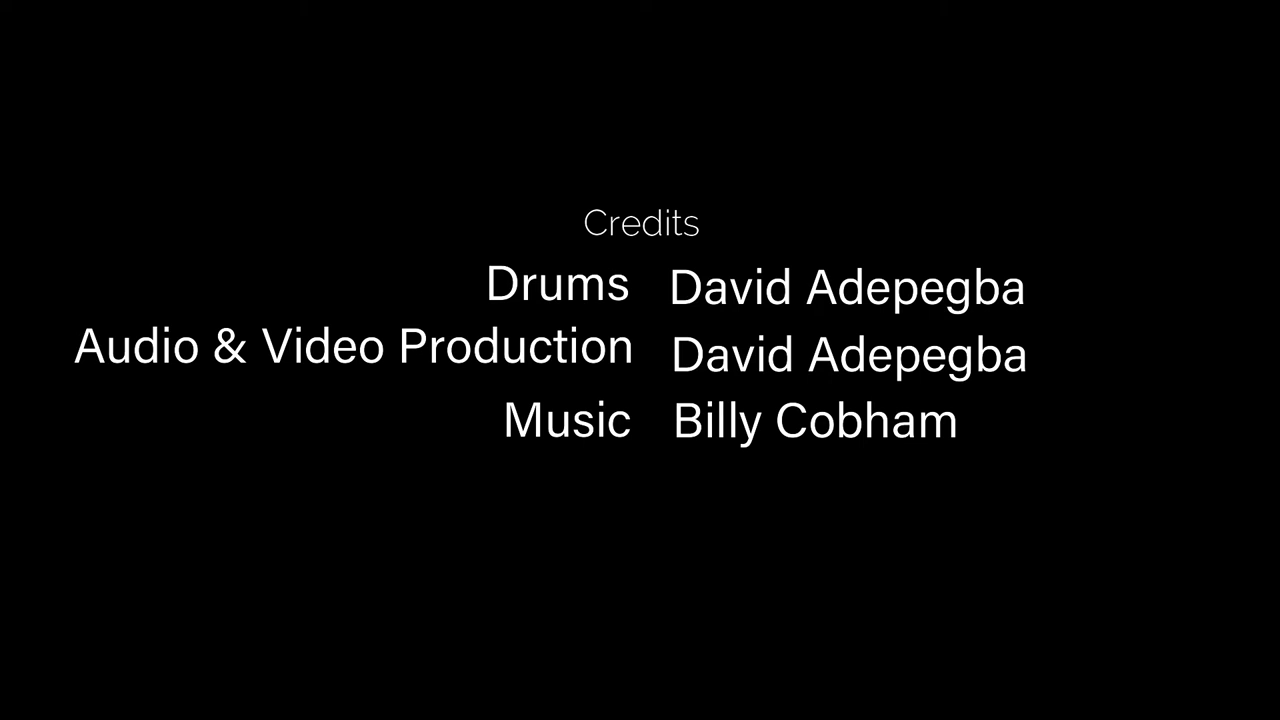 Credits
Drums David Adepegba
Audio & Video Production David Adepegba
Music Billy Cobham